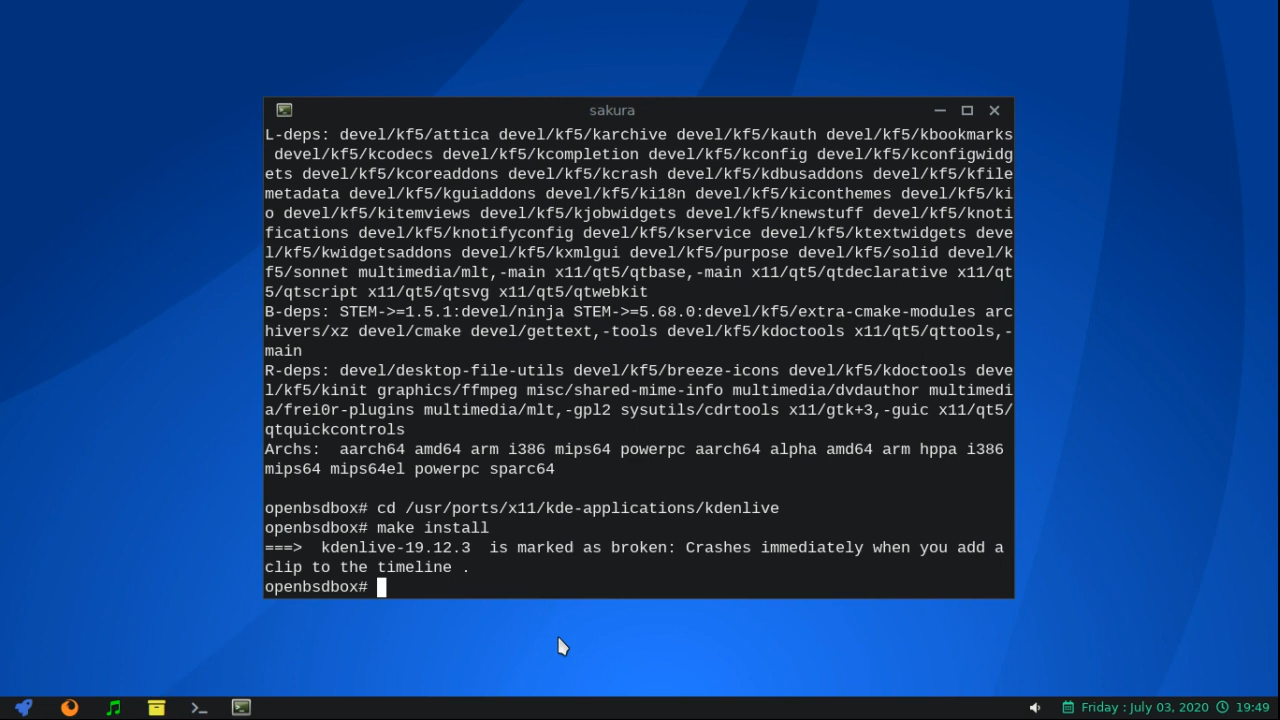 sakura
L-deps: devel/kf5/attica devel/kf5/karchive devel/kf5/kauth devel/kf5/kbookmarks
 devel/kf5/kcodecs devel/kf5/kcompletion devel/kf5/kconfig devel/kf5/kconfigwidg
ets devel/kf5/kcoreaddons devel/kf5/kcrash devel/kf5/kdbusaddons devel/kf5/kfile
metadata devel/kf5/kguiaddons devel/kf5/ki18n devel/kf5/kiconthemes devel/kf5/ki
o devel/kf5/kitemviews devel/kf5/kjobwidgets devel/kf5/knewstuff devel/kf5/knoti
fications devel/kf5/knotifyconfig devel/kf5/kservice devel/kf5/ktextwidgets deve
l/kf5/kwidgetsaddons devel/kf5/kxmlgui devel/kf5/purpose devel/kf5/solid devel/k
f5/sonnet multimedia/mlt,-main x11/qt5/qtbase,-main x11/qt5/qtdeclarative x11/qt
5/qtscript x11/qt5/qtsvg x11/qt5/qtwebkit
B-deps: STEM->=1.5.1:devel/ninja STEM->=5.68.0:devel/kf5/extra-cmake-modules arc
hivers/xz devel/cmake devel/gettext,-tools devel/kf5/kdoctools x11/qt5/qttools,-
main
R-deps: devel/desktop-file-utils devel/kf5/breeze-icons devel/kf5/kdoctools deve
l/kf5/kinit graphics/ffmpeg misc/shared-mime-info multimedia/dvdauthor multimedi
a/frei0r-plugins multimedia/mlt,-gpl2 sysutils/cdrtools x11/gtk+3,-guic x11/qt5/
qtquickcontrols
Archs:  aarch64 amd64 arm i386 mips64 powerpc aarch64 alpha amd64 arm hppa i386
mips64 mips64el powerpc sparc64
openbsdbox# cd /usr/ports/x11/kde-applications/kdenlive
openbsdbox# make install
===>  kdenlive-19.12.3  is marked as broken: Crashes immediately when you add a
clip to the timeline .
openbsdbox#
Friday : July 03, 2020 19:49